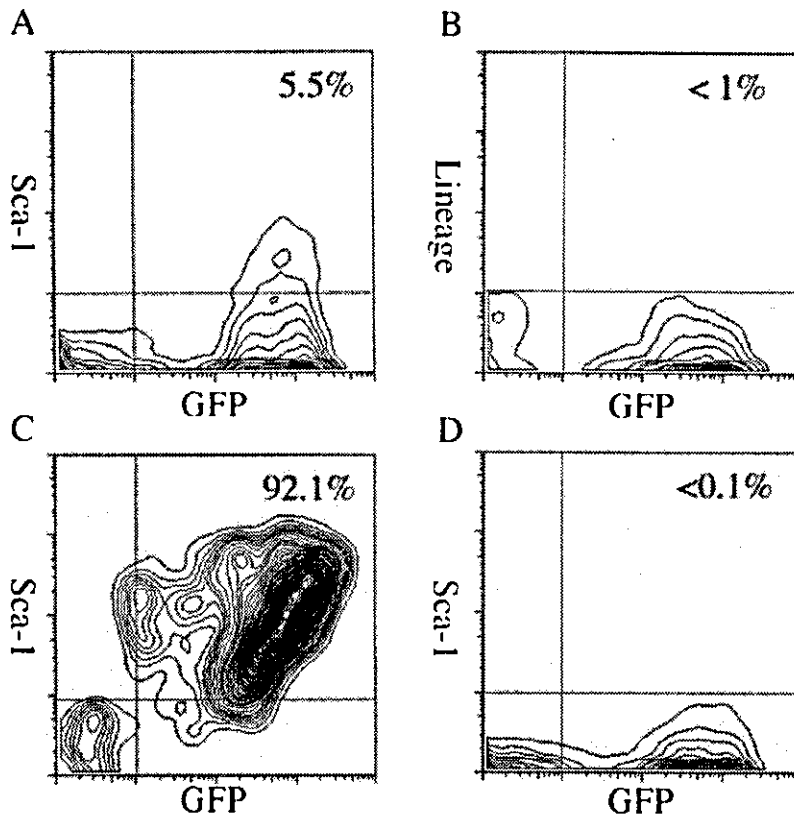 A
5.5%
Sca-1
GFP
B
< 1%
Lineage
GFP
C
92.1%
Sca-1
GFP
D
<0.1%
Sca-1
GFP